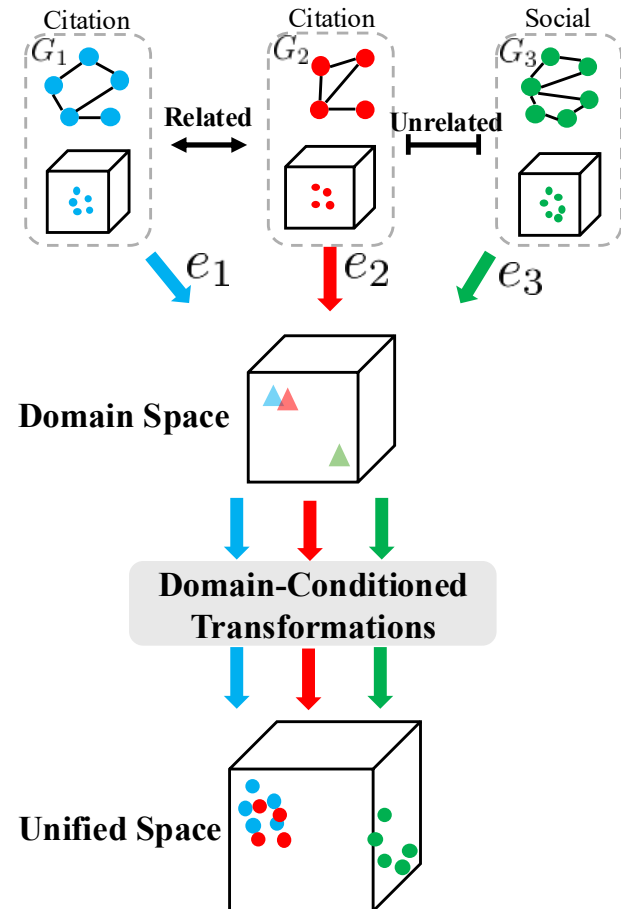 Citation
Citation
Social
G1
G2
G3
Related
Unrelated
e1
e2
e3
Domain Space
Domain-Conditioned
Transformations
Unified Space